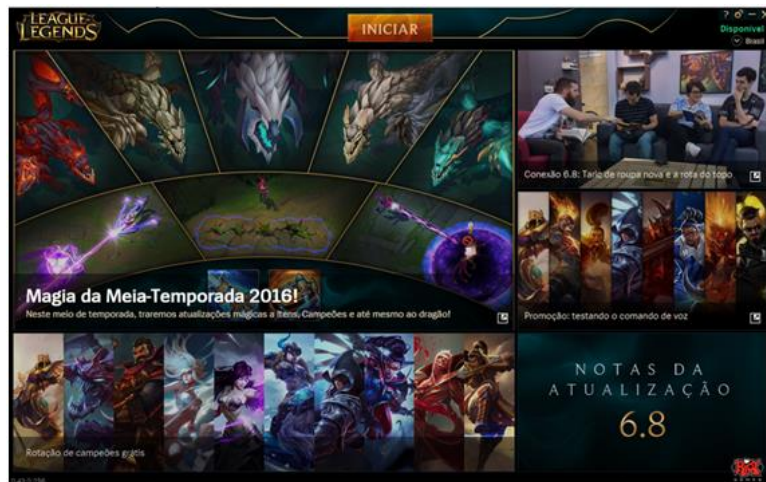 LEAGUE OF
LEGENDS
INICIAR
Disponível
Brasil
Conexão 6.8: Taric de roupa nova e a rota do topo
Magia da Meia-Temporada 2016!
Neste meio de temporada, traremos atualizações mágicas a itens, Campeões e até mesmo ao dragão!
Promoção: testando o comando de voz
Rotação de campeões grátis
NOTAS DA
ATUALIZAÇÃO
6.8